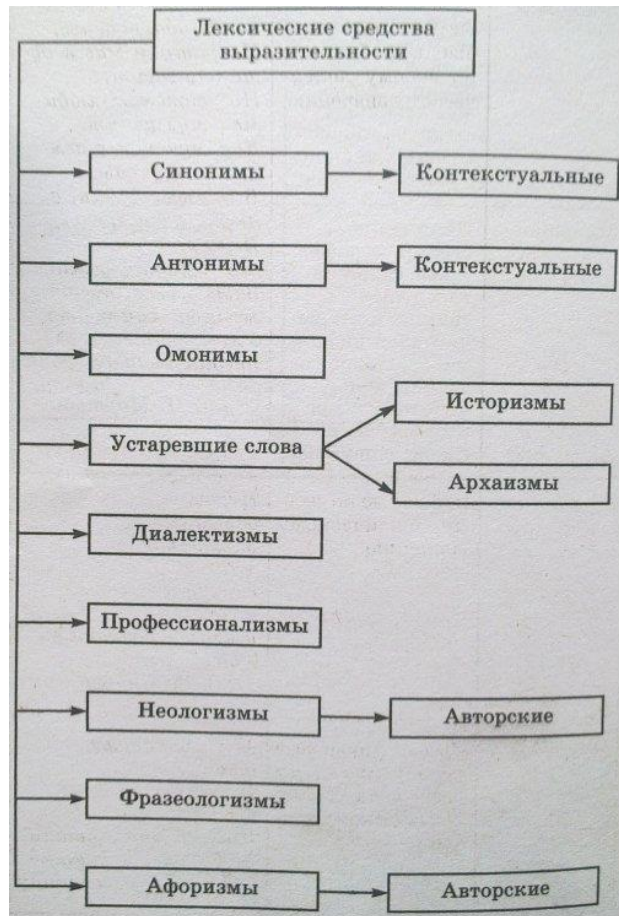 Лексические средства
выразительности
Синонимы
Контекстуальные
Антонимы
Контекстуальные
Омонимы
Устаревшие слова
Историзмы
Архаизмы
Диалектизмы
Профессионализмы
Неологизмы
Авторские
Фразеологизмы
Афоризмы
Авторские